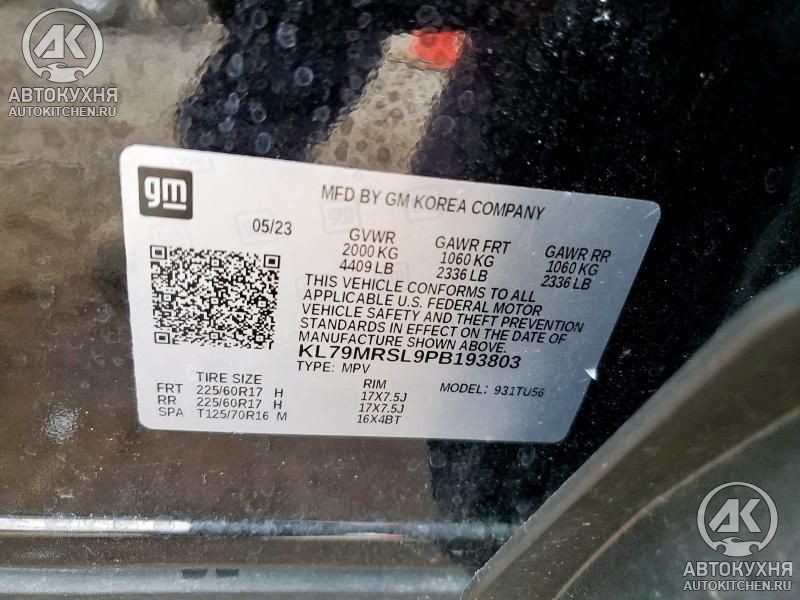 AK
АВТОКУХНЯ
AUTOKITCHEN.RU
gm
MFD BY GM KOREA COMPANY
05/23
GVWR GAWR FRT GAWR RR
2000 KG 1060 KG 1060 KG
4409 LB 2336 LB 2336 LB
THIS VEHICLE CONFORMS TO ALL
APPLICABLE U.S. FEDERAL MOTOR
VEHICLE SAFETY AND THEFT PREVENTION
STANDARDS IN EFFECT ON THE DATE OF
MANUFACTURE SHOWN ABOVE.
KL79MRSL9PB193803
TYPE: MPV MODEL: 931TU56
TIRE SIZE RIM
FRT 225/60R17 H 17X7.5J
RR 225/60R17 H 17X7.5J
SPA T125/70R16 M 16X4BT
AK
АВТОКУХНЯ
AUTOKITCHEN.RU